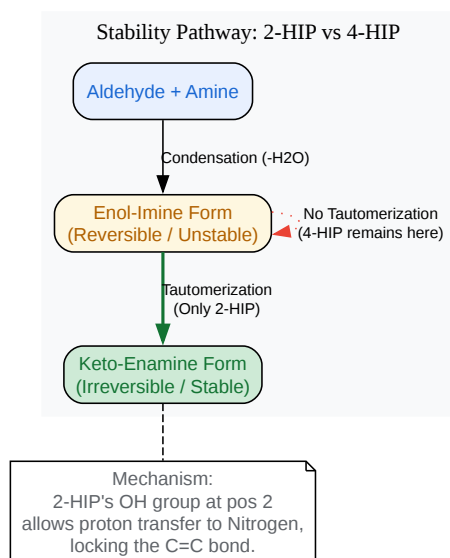 Stability Pathway: 2-HIP vs 4-HIP
Aldehyde + Amine
Condensation (-H2O)
Enol-Imine Form
(Reversible / Unstable)
No Tautomerization
(4-HIP remains here)
Tautomerization
(Only 2-HIP)
Keto-Enamine Form
(Irreversible / Stable)
Mechanism:
2-HIP's OH group at pos 2
allows proton transfer to Nitrogen,
locking the C=C bond.